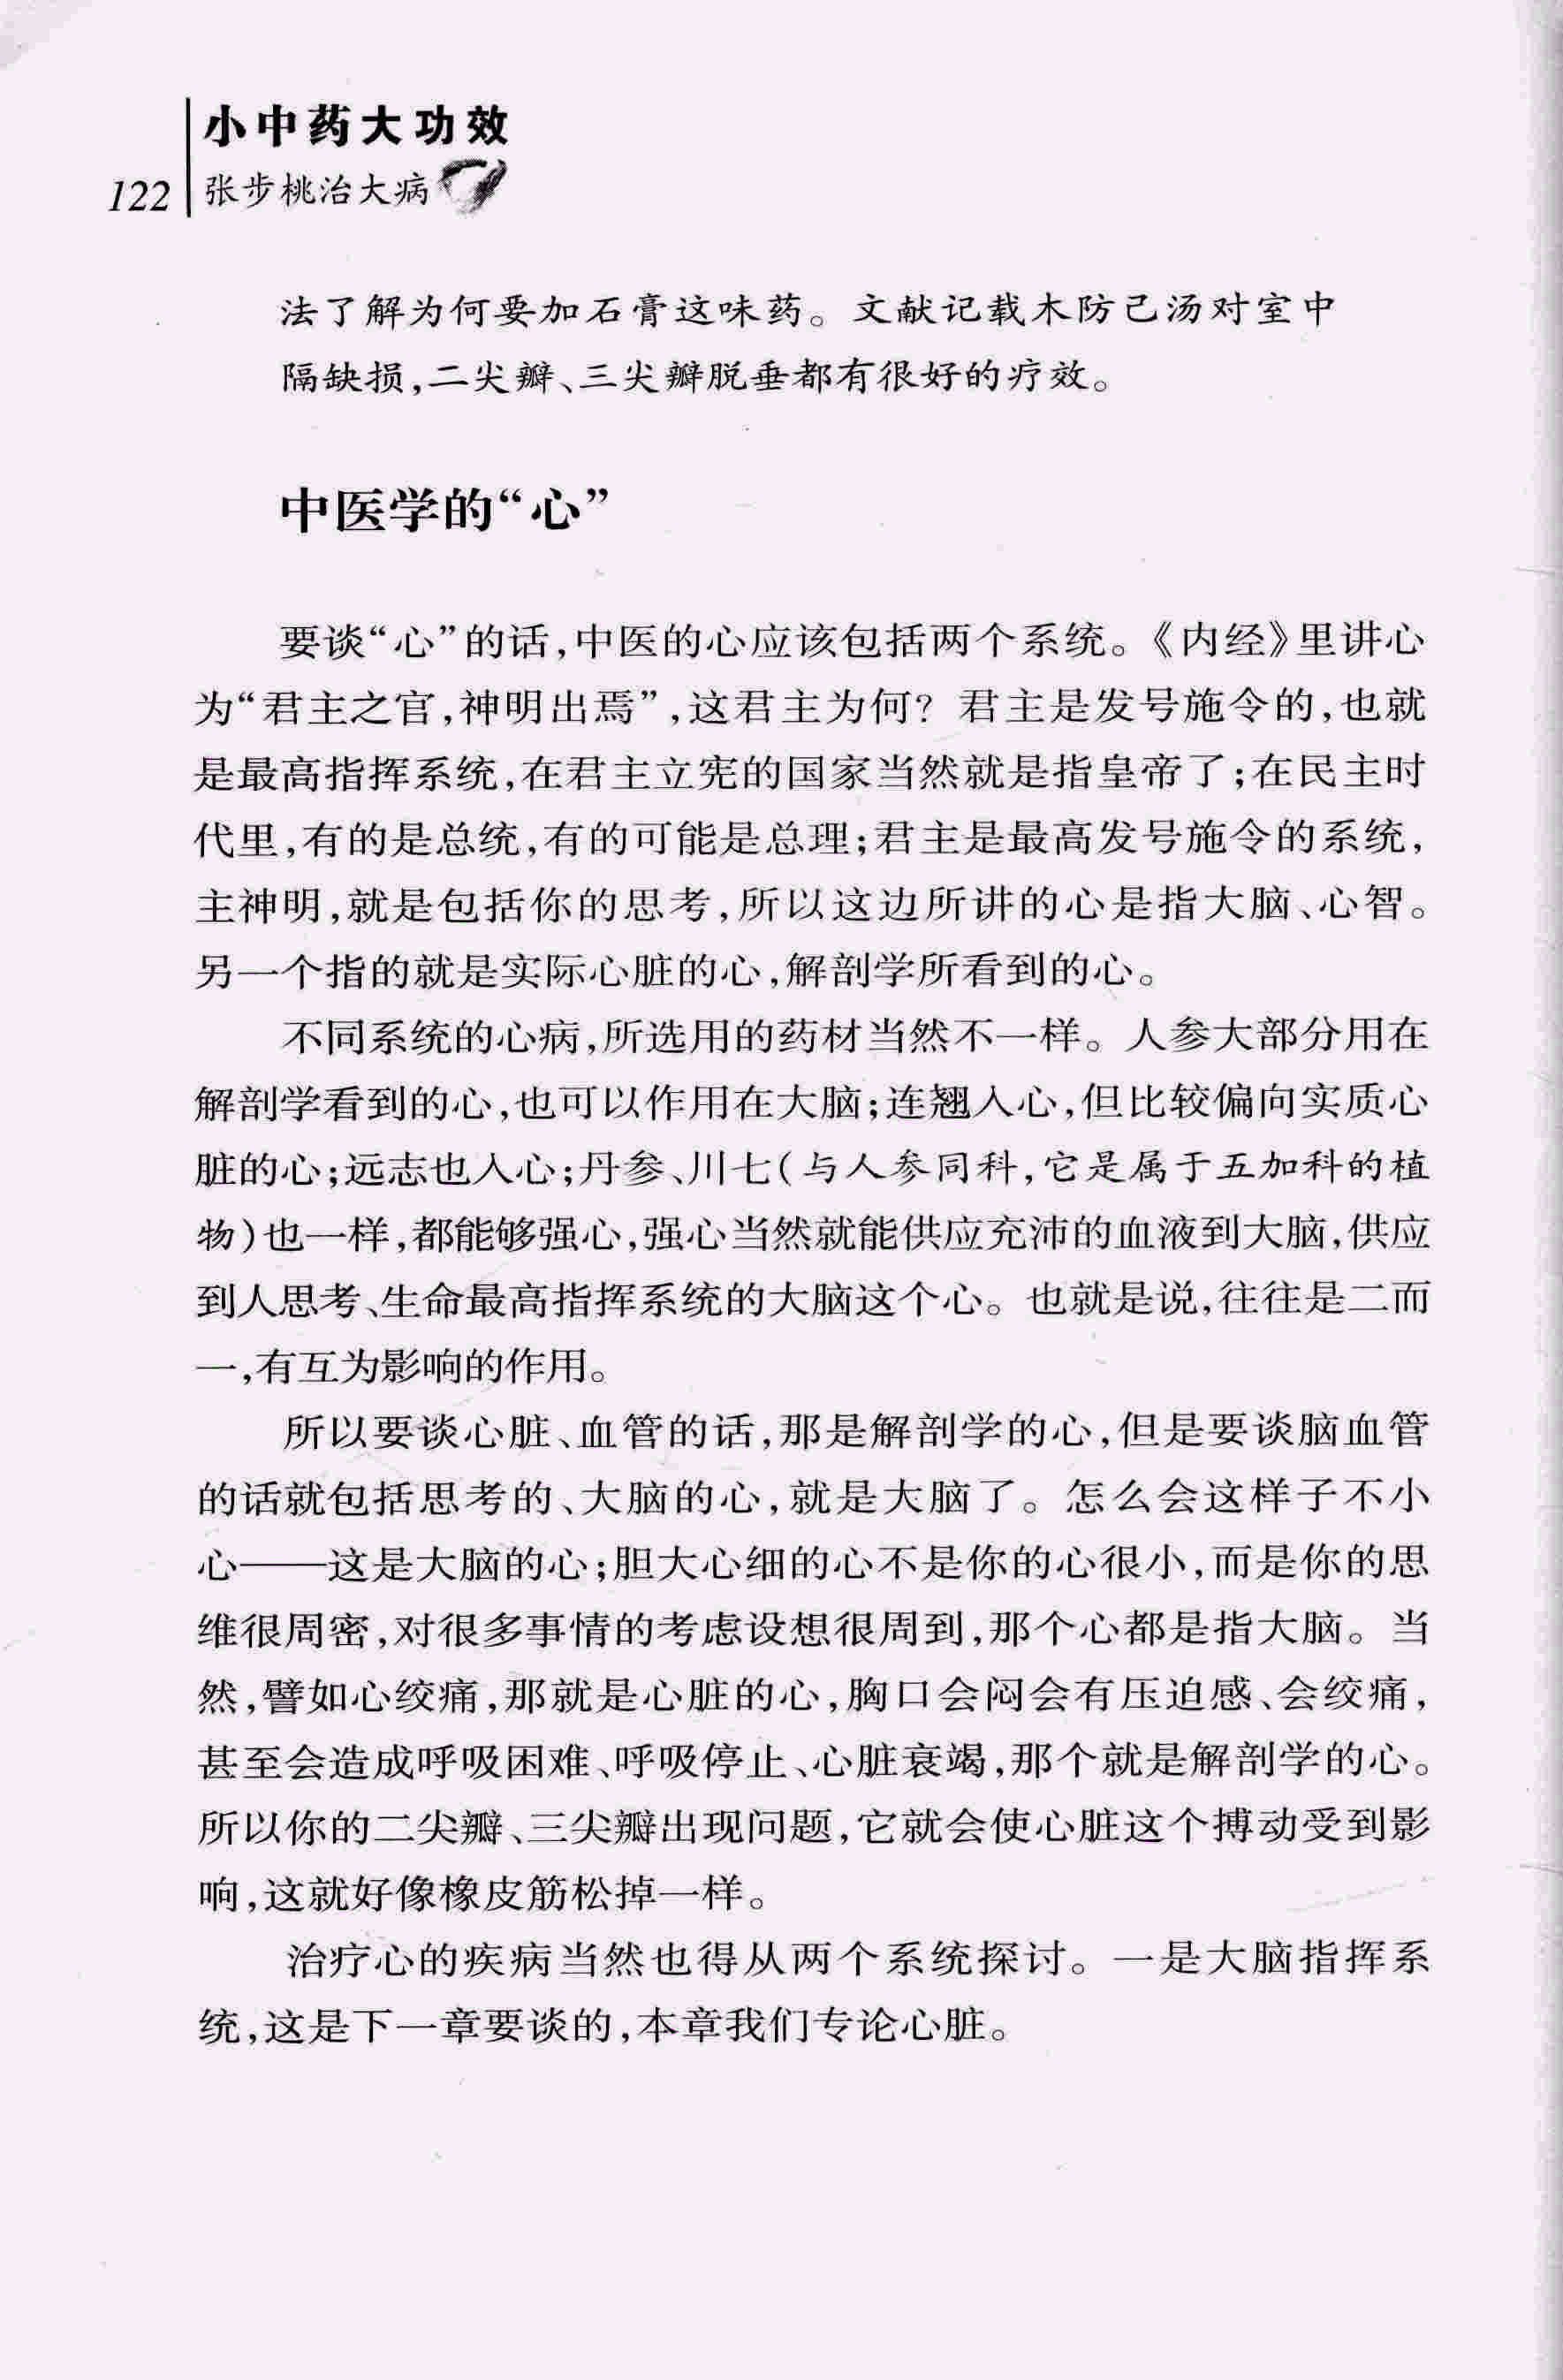 小中药大功效
122
张步桃治大病
法了解为何要加石膏这味药。文献记载木防己汤对室中
隔缺损,二尖瓣、三尖瓣脱垂都有很好的疗效。
中医学的“心”
要谈“心”的话,中医的心应该包括两个系统。《内经》里讲心
为“君主之官,神明出焉”,这君主为何？君主是发号施令的,也就
是最高指挥系统,在君主立宪的国家当然就是指皇帝了;在民主时
代里,有的是总统,有的可能是总理;君主是最高发号施令的系统,
主神明,就是包括你的思考,所以这边所讲的心是指大脑、心智。
另一个指的就是实际心脏的心,解剖学所看到的心。
不同系统的心病,所选用的药材当然不一样。人参大部分用在
解剖学看到的心,也可以作用在大脑;连翘入心,但比较偏向实质心
脏的心;远志也入心;丹参、川七(与人参同科,它是属于五加科的植
物)也一样,都能够强心,强心当然就能供应充沛的血液到大脑,供应
到人思考、生命最高指挥系统的大脑这个心。也就是说,往往是二而
一,有互为影响的作用。
所以要谈心脏、血管的话,那是解剖学的心,但是要谈脑血管
的话就包括思考的、大脑的心,就是大脑了。怎么会这样子不小
心——这是大脑的心;胆大心细的心不是你的心很小,而是你的思
维很周密,对很多事情的考虑设想很周到,那个心都是指大脑。当
然,譬如心绞痛,那就是心脏的心,胸口会闷会有压迫感、会绞痛,
甚至会造成呼吸困难、呼吸停止、心脏衰竭,那个就是解剖学的心。
所以你的二尖瓣、三尖瓣出现问题,它就会使心脏这个搏动受到影
响,这就好像橡皮筋松掉一样。
治疗心的疾病当然也得从两个系统探讨。一是大脑指挥系
统,这是下一章要谈的,本章我们专论心脏。